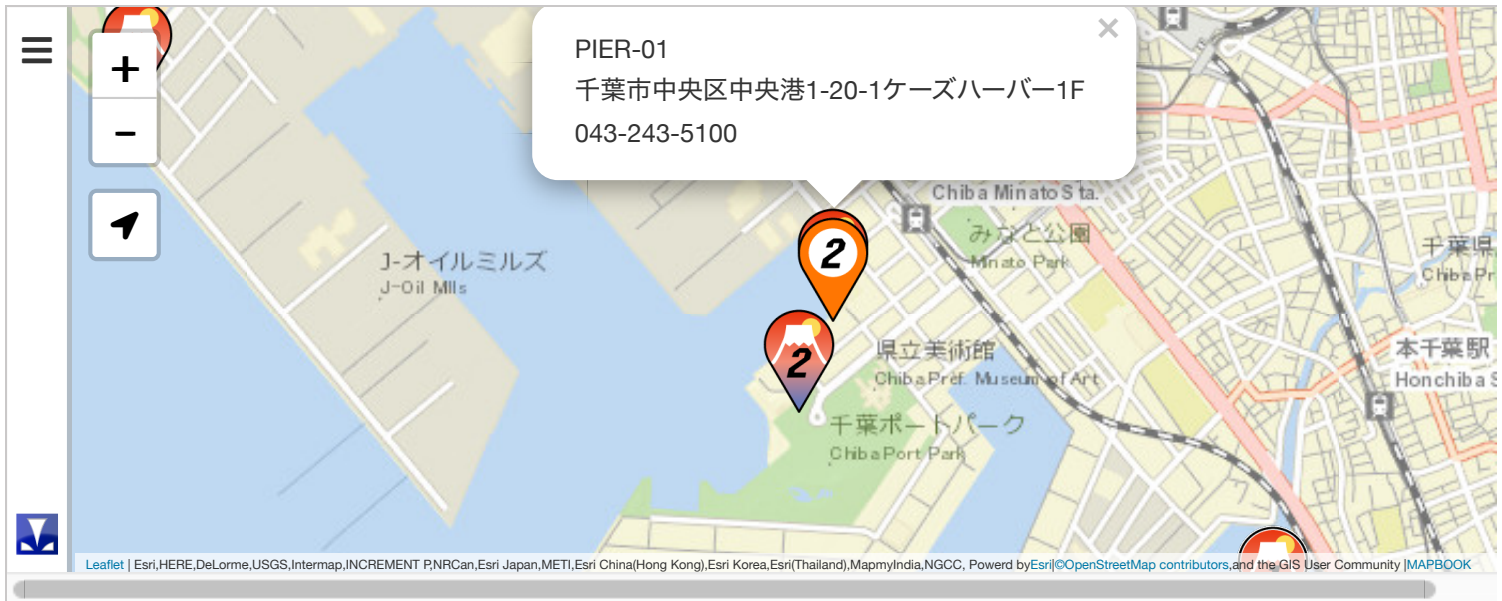 PIER-01
千葉市中央区中央港1-20-1ケーズハーバー1F
043-243-5100
×
+
−
Chiba Minato Sta.
みなと公園
Minato Park
J-オイルミルズ
J-Oil Mlls
2
2
千葉県
Chiba Pr
県立美術館
Chiba Pref. Museum of Art
本千葉駅
Honchiba S
千葉ポートパーク
Chiba Port Park
Leaflet | Esri,HERE,DeLorme,USGS,Intermap,INCREMENT P,NRCan,Esri Japan,METI,Esri China(Hong Kong),Esri Korea,Esri(Thailand),MapmyIndia,NGCC, Powerd byEsri|©OpenStreetMap contributors,and the GIS User Community |MAPBOOK